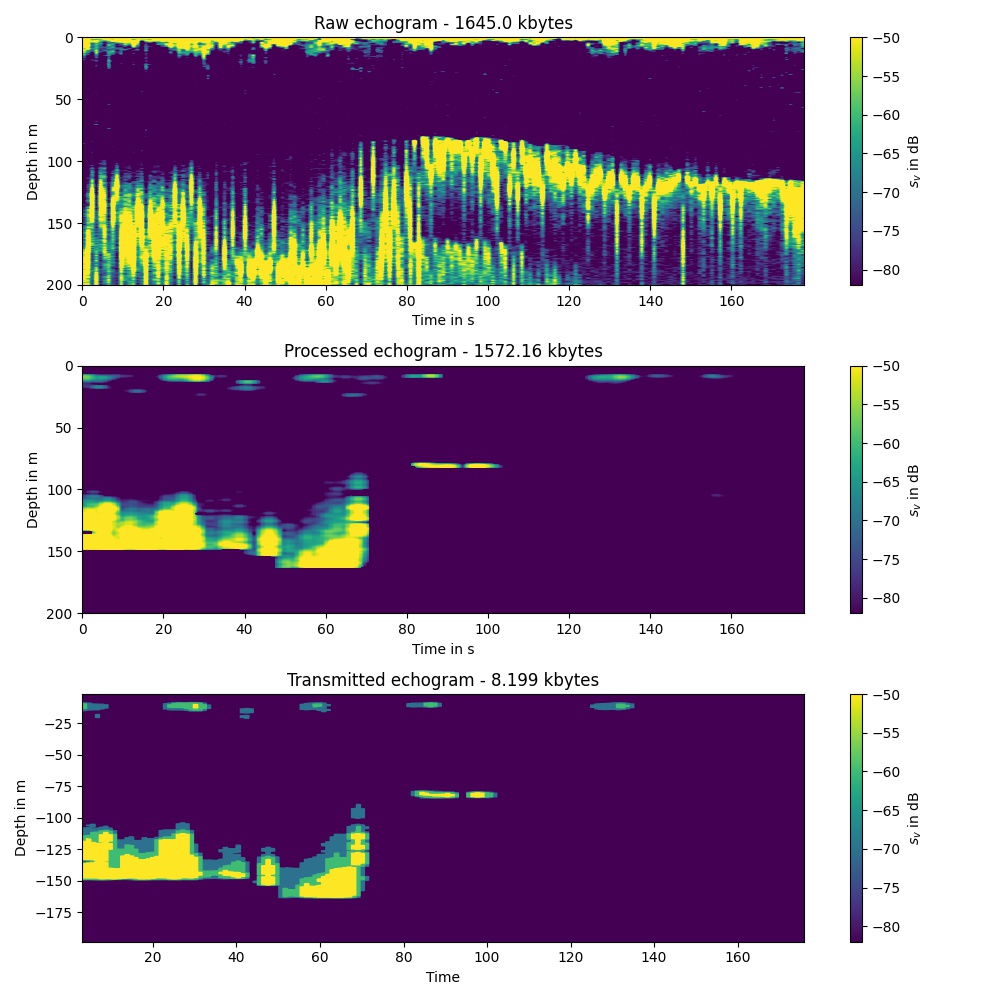 Raw echogram - 1645.0 kbytes
0
50
100
150
200
Depth in m
0 20 40 60 80 100 120 140 160
Time in s
−50
−55
−60
−65
−70
−75
−80
sv in dB
Processed echogram - 1572.16 kbytes
0
50
100
150
200
Depth in m
0 20 40 60 80 100 120 140 160
Time in s
−50
−55
−60
−65
−70
−75
−80
sv in dB
Transmitted echogram - 8.199 kbytes
−25
−50
−75
−100
−125
−150
−175
Depth in m
20 40 60 80 100 120 140 160
Time
−50
−55
−60
−65
−70
−75
−80
sv in dB